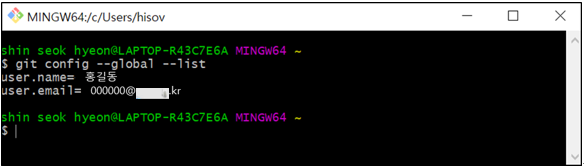 MINGW64:/c/Users/hisov
shin seok hyeon@LAPTOP-R43C7E6A MINGW64 ~
$ git config --global --list
user.name= 홍길동
user.email= 000000@ .kr
shin seok hyeon@LAPTOP-R43C7E6A MINGW64 ~
$